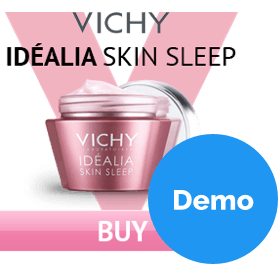 VICHY
IDÉALIA SKIN SLEEP
VICHY
LABORATOIRES
IDÉALIA
SKIN SLEEP
BUY
Demo